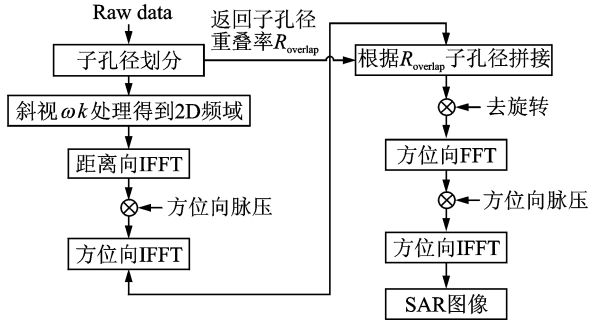 Raw data
返回子孔径
重叠率Roverlap
子孔径划分
根据Roverlap子孔径拼接
斜视ωk处理得到2D频域
去旋转
距离向IFFT
方位向FFT
方位向脉压
方位向脉压
方位向IFFT
方位向IFFT
SAR图像